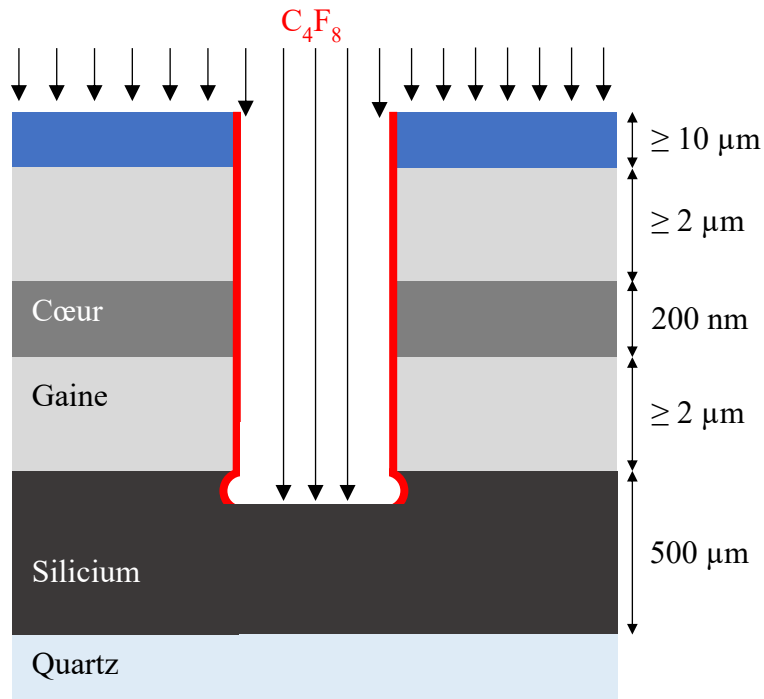 C₄F₈
≥ 10 µm
≥ 2 µm
Cœur
200 nm
Gaine
≥ 2 µm
Silicium
500 µm
Quartz